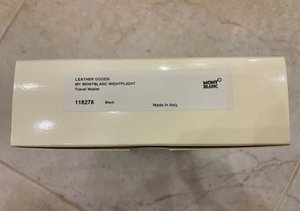 LEATHER GOODS
MY MONTBLANC NIGHTFLIGHT
Travel Wallet
118278 Black Made in Italy
MONT
BLANC